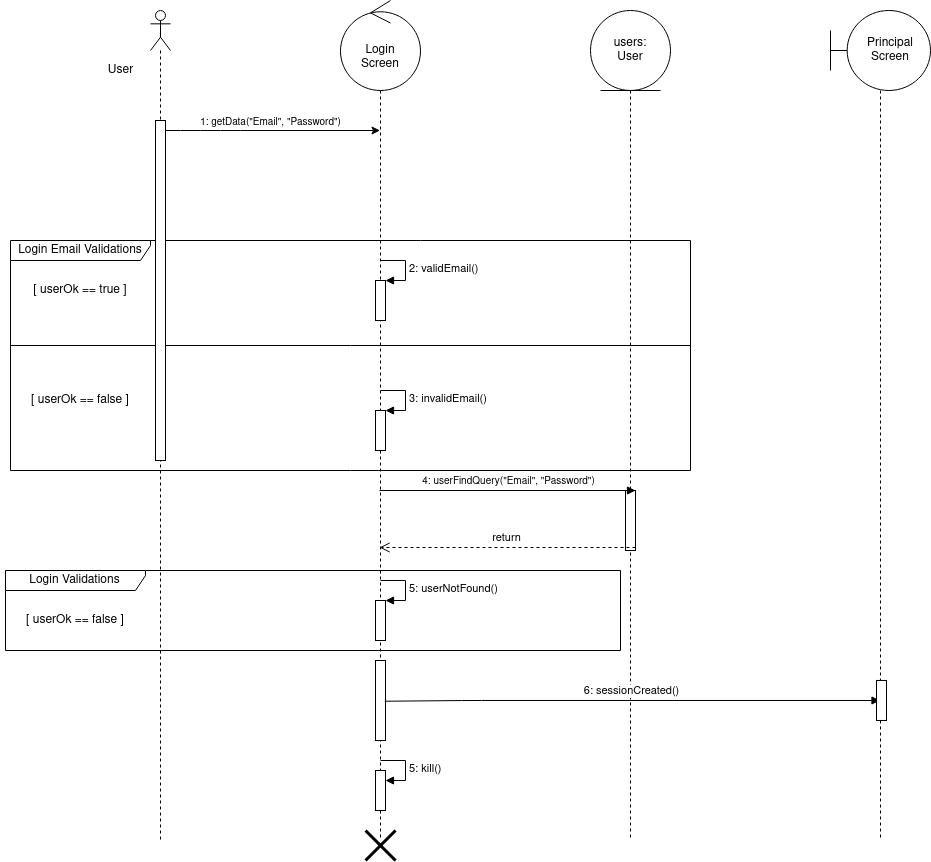 User
Login
Screen
users:
User
Principal
Screen
1: getData("Email", "Password")
Login Email Validations
[ userOk == true ]
2: validEmail()
[ userOk == false ]
3: invalidEmail()
4: userFindQuery("Email", "Password")
return
Login Validations
[ userOk == false ]
5: userNotFound()
6: sessionCreated()
5: kill()